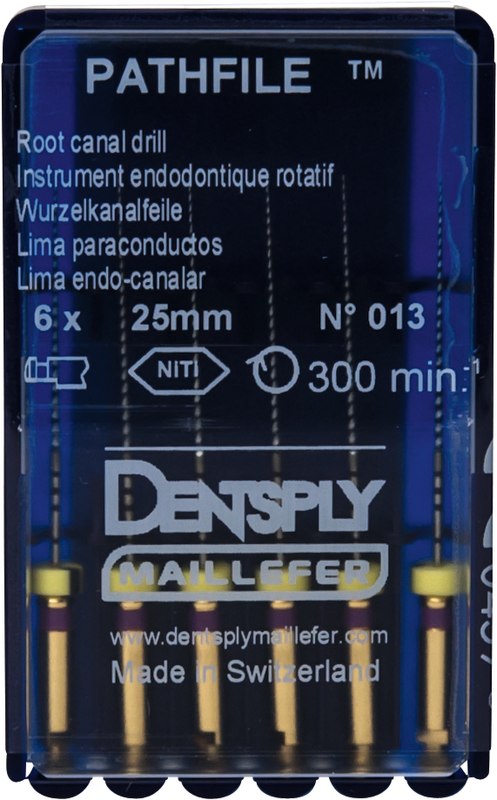 PATHFILE ™
Root canal drill
Instrument endodontique rotatif
Wurzelkanalfeile
Lima paraconductos
Lima endo-canalar
6 x 25mm N° 013
NITI 300 min.⁻¹
DENTSPLY
MAILLEFER
www.dentsplymaillefer.com
Made in Switzerland